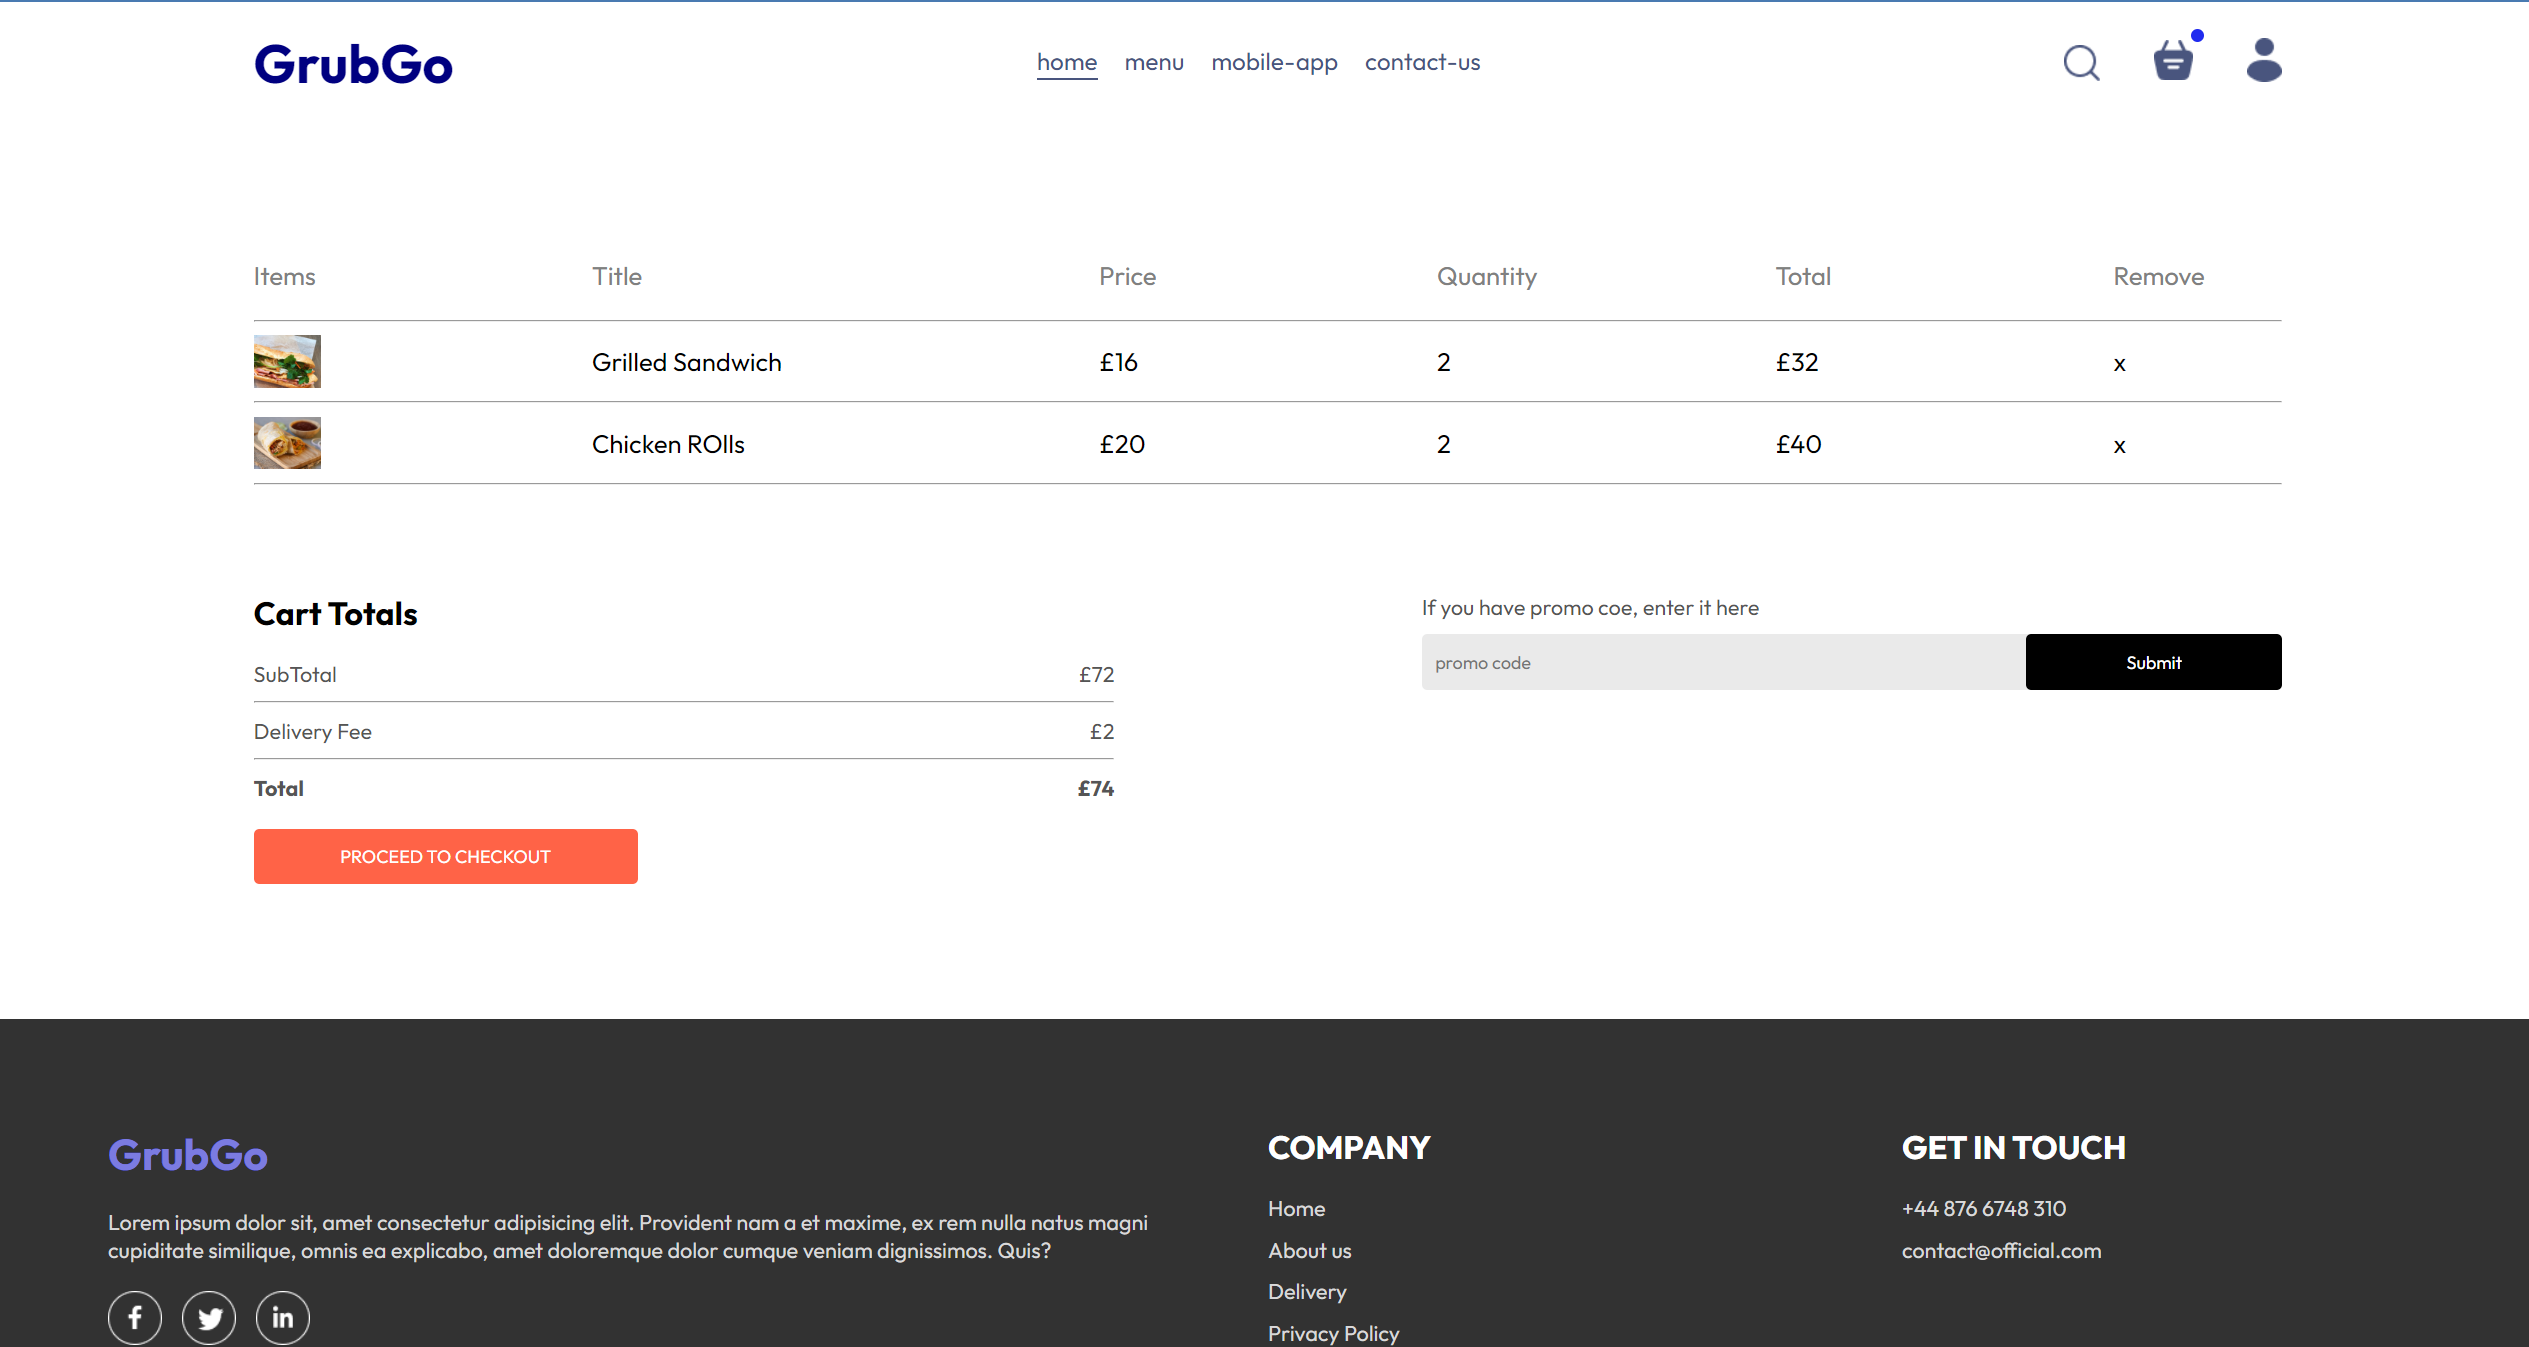 GrubGo
home menu mobile-app contact-us
Items Title Price Quantity Total Remove
Grilled Sandwich £16 2 £32 x
Chicken ROlls £20 2 £40 x
Cart Totals
SubTotal £72
Delivery Fee £2
Total £74
PROCEED TO CHECKOUT
If you have promo coe, enter it here
promo code Submit
GrubGo
Lorem ipsum dolor sit, amet consectetur adipisicing elit. Provident nam a et maxime, ex rem nulla natus magni
cupiditate similique, omnis ea explicabo, amet doloremque dolor cumque veniam dignissimos. Quis?
COMPANY
Home
About us
Delivery
Privacy Policy
GET IN TOUCH
+44 876 6748 310
contact@official.com